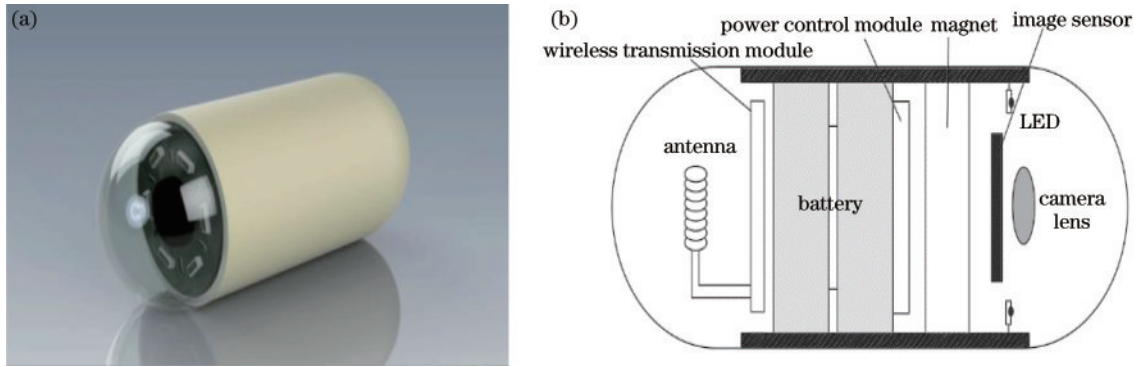 (a)
(b)
power control module
magnet
image sensor
wireless transmission module
LED
antenna
battery
camera
lens